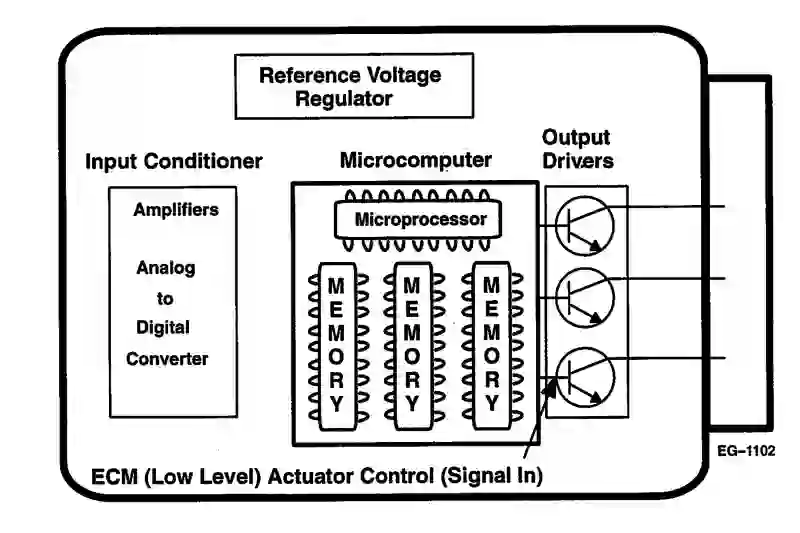 Reference Voltage
Regulator
Input Conditioner
Microcomputer
Output
Drivers
Amplifiers
Analog
to
Digital
Converter
Microprocessor
MEMORY
MEMORY
MEMORY
EG-1102
ECM (Low Level) Actuator Control (Signal In)